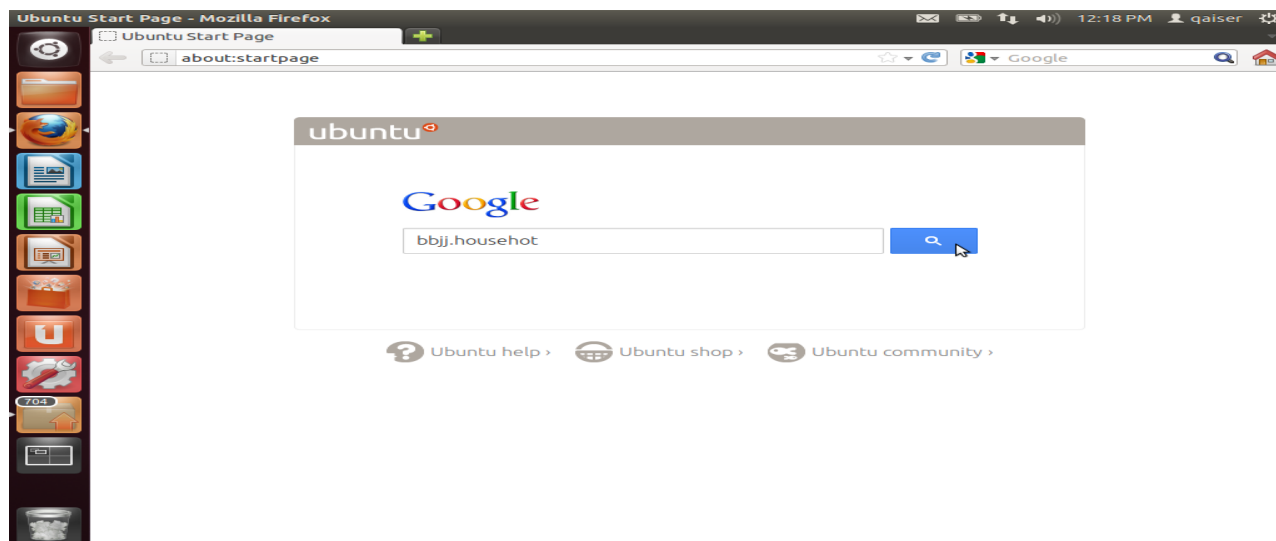 Ubuntu Start Page - Mozilla Firefox 12:18 PM qaiser
Ubuntu Start Page
about:startpage Google
ubuntu
Google
bbjj.househot
Ubuntu help › Ubuntu shop › Ubuntu community ›
704